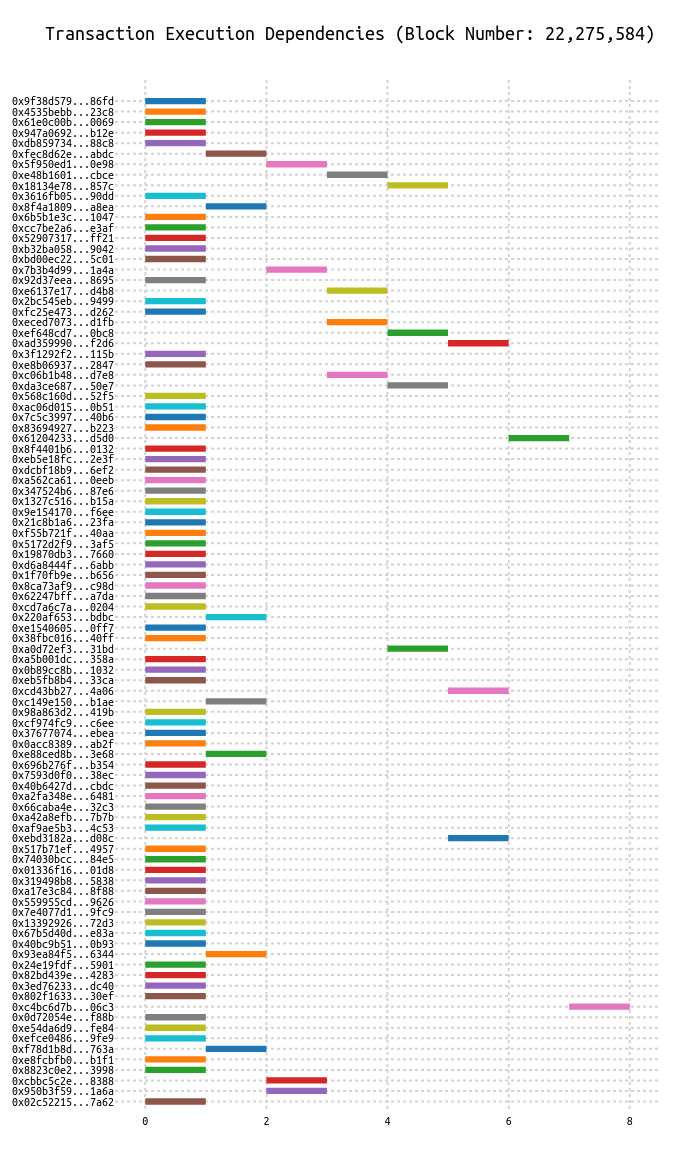 Transaction Execution Dependencies (Block Number: 22,275,584)
0x9f38d579...86fd
0x4535bebb...23c8
0x61e0c00b...0069
0x947a0692...b12e
0xdb859734...88c8
0xfec8d62e...abdc
0x5f950ed1...0e98
0xe48b1601...cbce
0x18134e78...857c
0x3616fb05...90dd
0x8f4a1809...a8ea
0x6b5b1e3c...1047
0xcc7be2a6...e3af
0x52907317...ff21
0xb32ba058...9042
0xbd00ec22...5c01
0x7b3b4d99...1a4a
0x92d37eea...8695
0xe6137e17...d4b8
0x2bc545eb...9499
0xfc25e473...d262
0xeced7073...d1fb
0xef648cd7...0bc8
0xad359990...f2d6
0x3f1292f2...115b
0xe8b06937...2847
0xc06b1b48...d7e8
0xda3ce687...50e7
0x568c160d...52f5
0xac06d015...0b51
0x7c5c3997...40b6
0x83694927...b223
0x61204233...d5d0
0x8f4401b6...0132
0xeb5e18fc...2e3f
0xdcbf18b9...6ef2
0xa562ca61...0eeb
0x347524b6...87e6
0x1327c516...b15a
0x9e154170...f6ee
0x21c8b1a6...23fa
0xf55b721f...40aa
0x5172d2f9...3af5
0x19870db3...7660
0xd6a8444f...6abb
0x1f70fb9e...b656
0x8ca73af9...c98d
0x62247bff...a7da
0xcd7a6c7a...0204
0x220af653...bdbc
0xe1540605...0ff7
0x38fbc016...40ff
0xa0d72ef3...31bd
0xa5b001dc...358a
0x0b89cc8b...1032
0xeb5fb8b4...33ca
0xcd43bb27...4a06
0xc149e150...b1ae
0x98a863d2...419b
0xcf974fc9...c6ee
0x37677074...ebea
0x0acc8389...ab2f
0xe88ced8b...3e68
0x696b276f...b354
0x7593d0f0...38ec
0x40b6427d...cbdc
0xa2fa348e...6481
0x66caba4e...32c3
0xa42a8efb...7b7b
0xaf9ae5b3...4c53
0xebd3182a...d08c
0x517b71ef...4957
0x74030bcc...84e5
0x01336f16...01d8
0x319498b8...5838
0xa17e3c84...8f88
0x559955cd...9626
0x7e4077d1...9fc9
0x13392926...72d3
0x67b5d40d...e83a
0x40bc9b51...0b93
0x93ea84f5...6344
0x24e19fdf...5901
0x82bd439e...4283
0x3ed76233...dc40
0x802f1633...30ef
0xc4bc6d7b...06c3
0x0d72054e...f88b
0xe54da6d9...fe84
0xefce0486...9fe9
0xf78d1b8d...763a
0xe8fcbfb0...b1f1
0x8823c0e2...3998
0xcbbc5c2e...8388
0x950b3f59...1a6a
0x02c52215...7a62
0 2 4 6 8